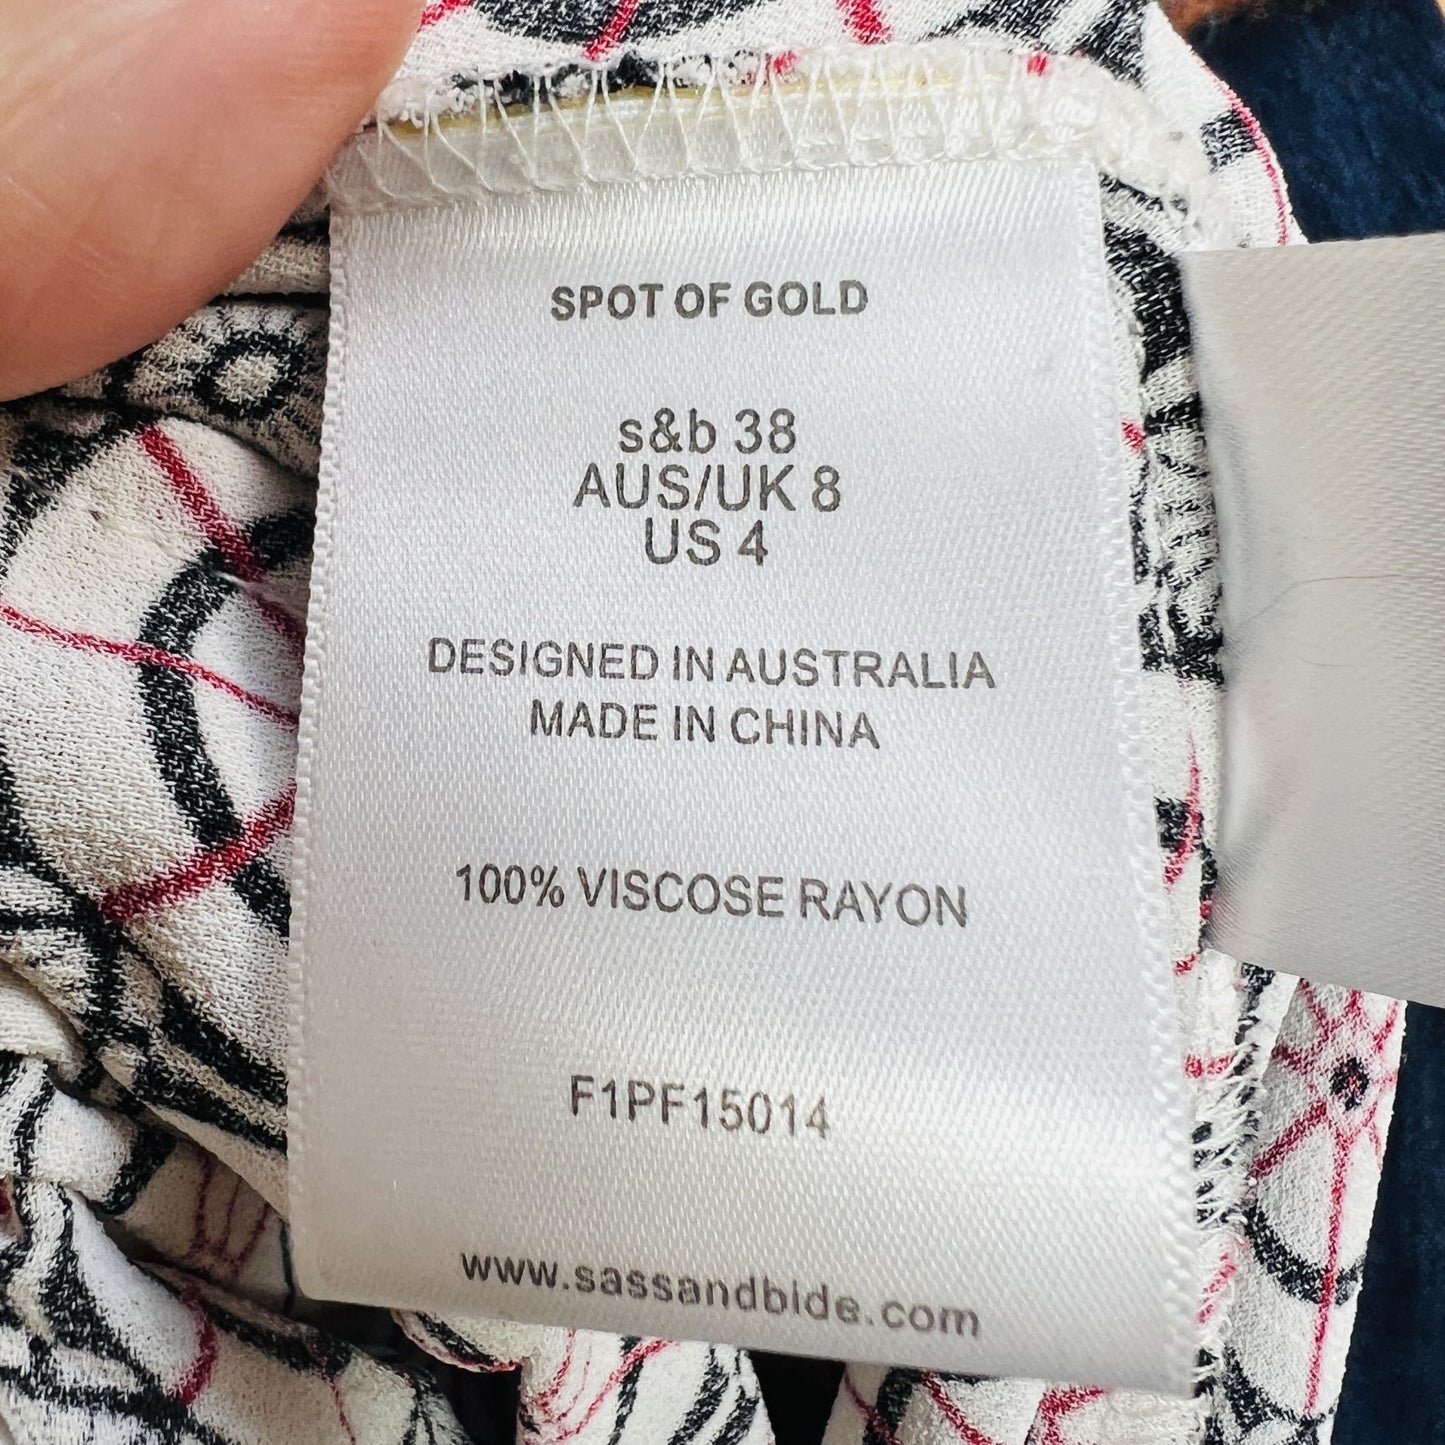 SPOT OF GOLD
s&b 38
AUS/UK 8
US 4
DESIGNED IN AUSTRALIA
MADE IN CHINA
100% VISCOSE RAYON
F1PF15014
www.sassandbide.com